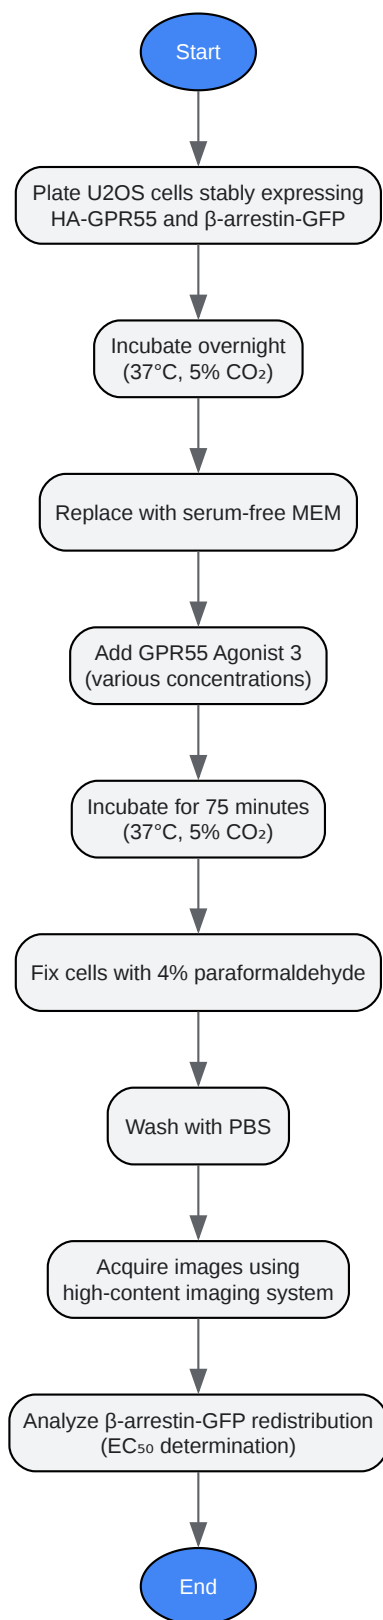 Start
Plate U2OS cells stably expressing
HA-GPR55 and β-arrestin-GFP
Incubate overnight
(37°C, 5% CO₂)
Replace with serum-free MEM
Add GPR55 Agonist 3
(various concentrations)
Incubate for 75 minutes
(37°C, 5% CO₂)
Fix cells with 4% paraformaldehyde
Wash with PBS
Acquire images using
high-content imaging system
Analyze β-arrestin-GFP redistribution
(EC₅₀ determination)
End